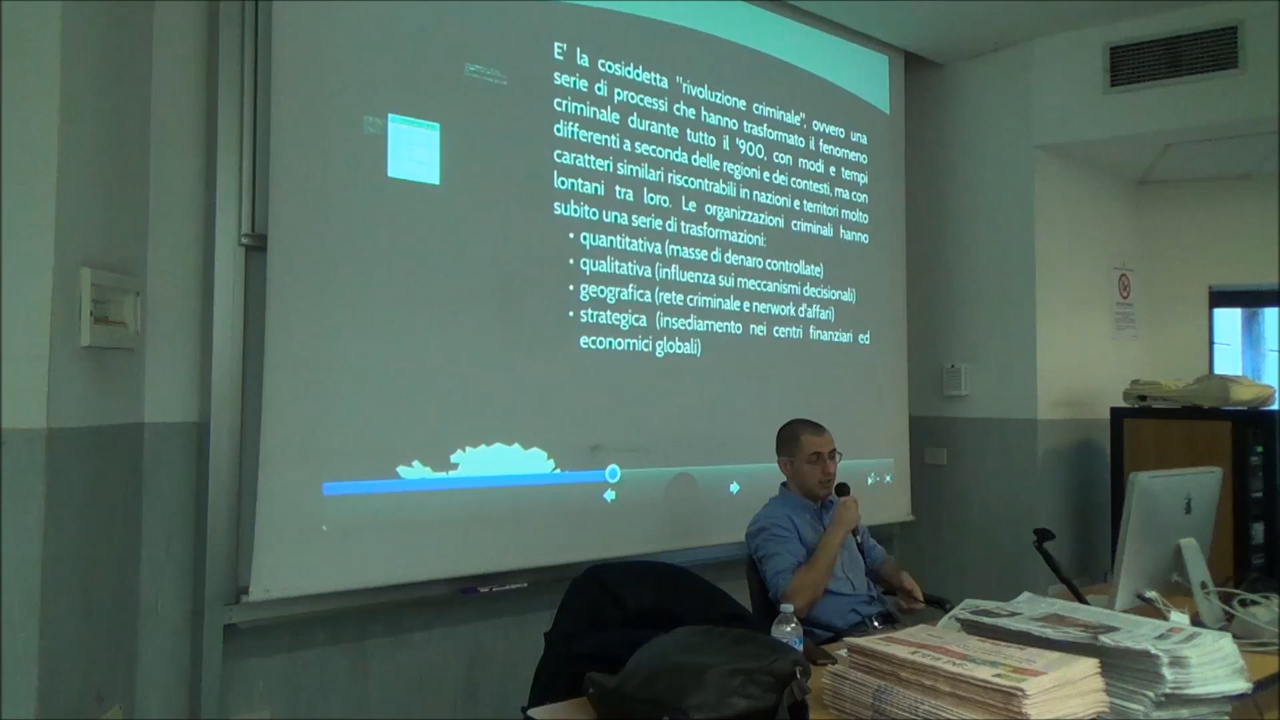 E' la cosiddetta "rivoluzione criminale", ovvero una
serie di processi che hanno trasformato il fenomeno
criminale durante tutto il '900, con modi e tempi
differenti a seconda delle regioni e dei contesti, ma con
caratteri similari riscontrabili in nazioni e territori molto
lontani tra loro. Le organizzazioni criminali hanno
subito una serie di trasformazioni:
• quantitativa (masse di denaro controllate)
• qualitativa (influenza sui meccanismi decisionali)
• geografica (rete criminale e nerwork d'affari)
• strategica (insediamento nei centri finanziari ed
economici globali)